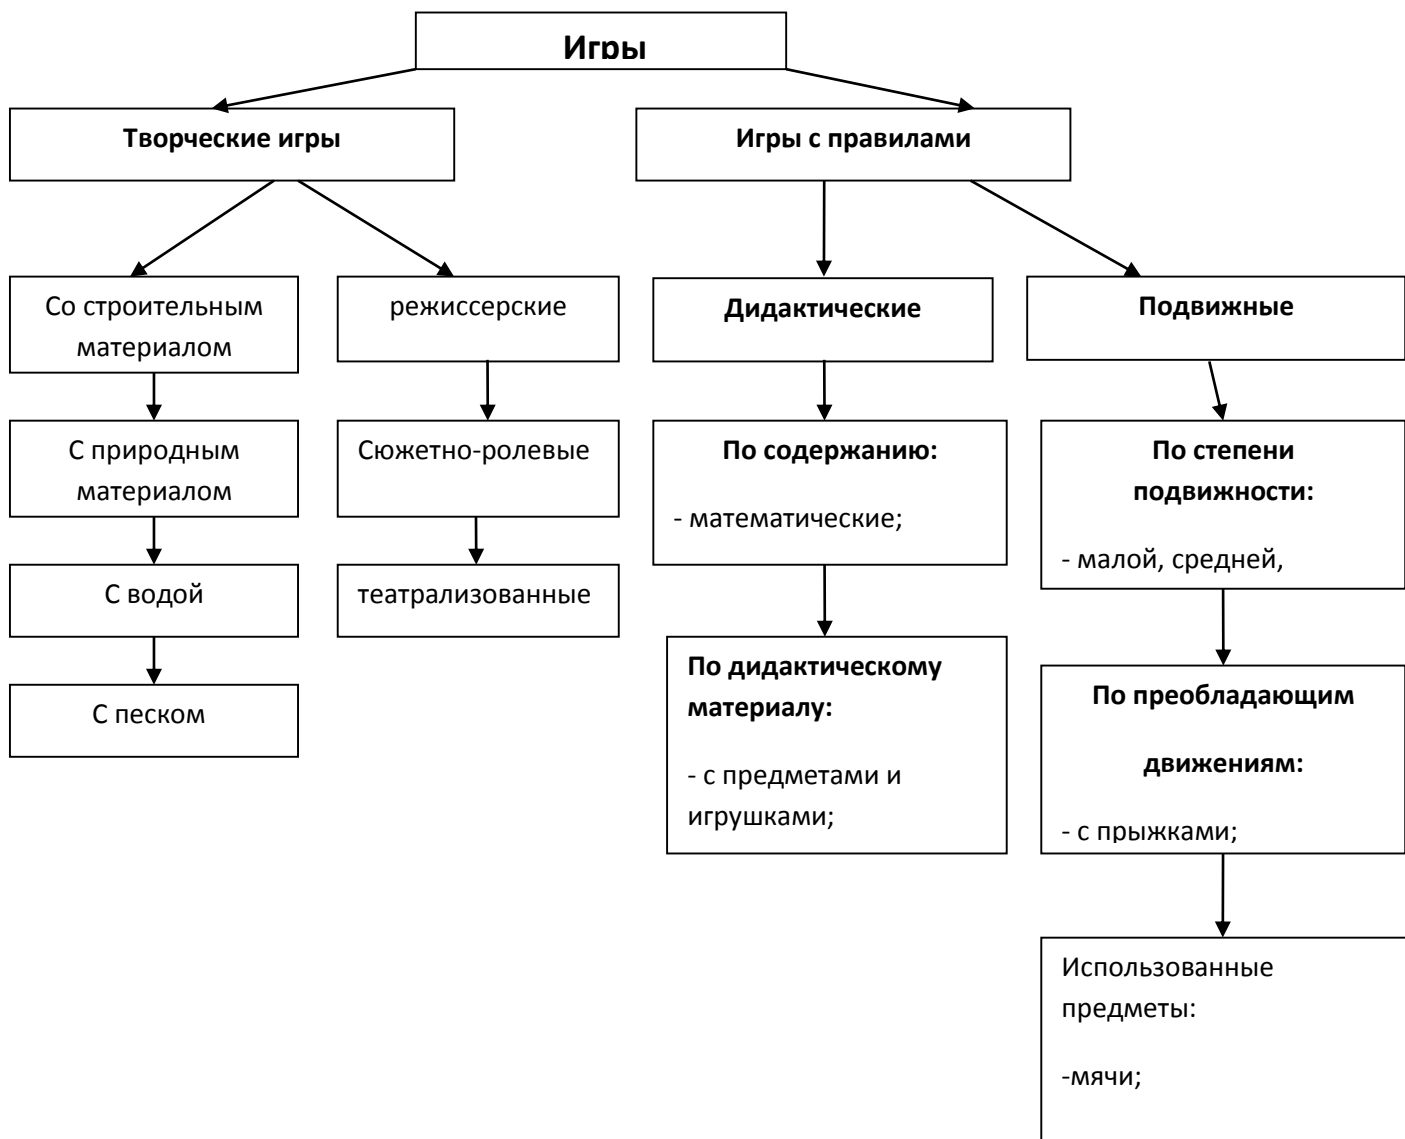 Игры
Творческие игры
Игры с правилами
Со строительным
материалом
режиссерские
Дидактические
Подвижные
С природным
материалом
Сюжетно-ролевые
По содержанию:
- математические;
По степени
подвижности:
- малой, средней,
С водой
театрализованные
По дидактическому
материалу:
- с предметами и
игрушками;
По преобладающим
движениям:
- с прыжками;
С песком
Использованные
предметы:
-мячи;